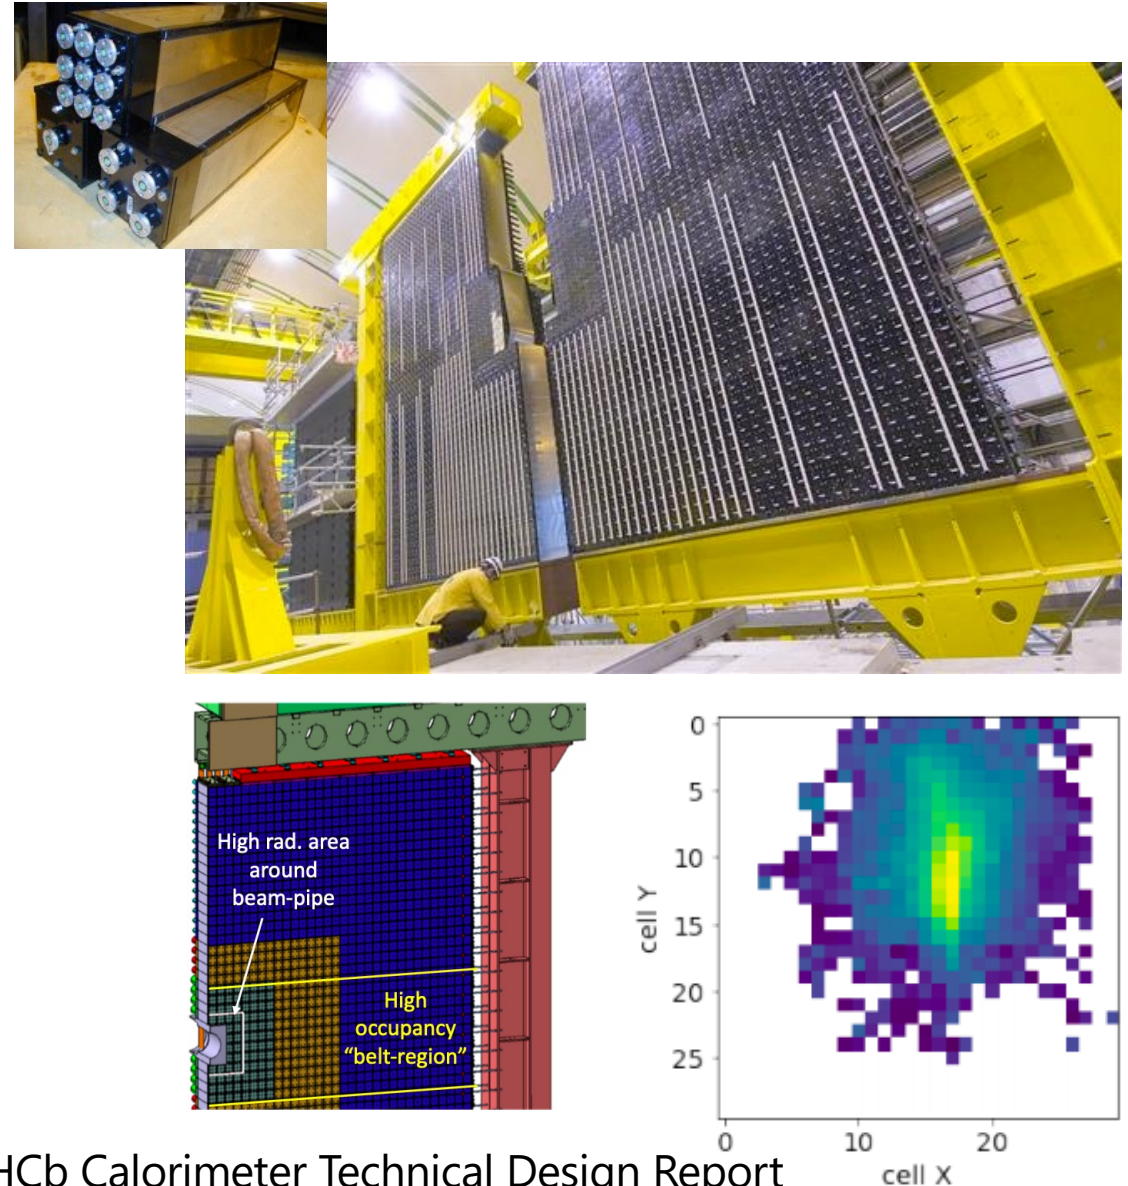 High rad. area
around
beam-pipe
High
occupancy
“belt-region”
0
5
10
15
20
25
cell Y
0
10
20
cell X
HCb Calorimeter Technical Design Report